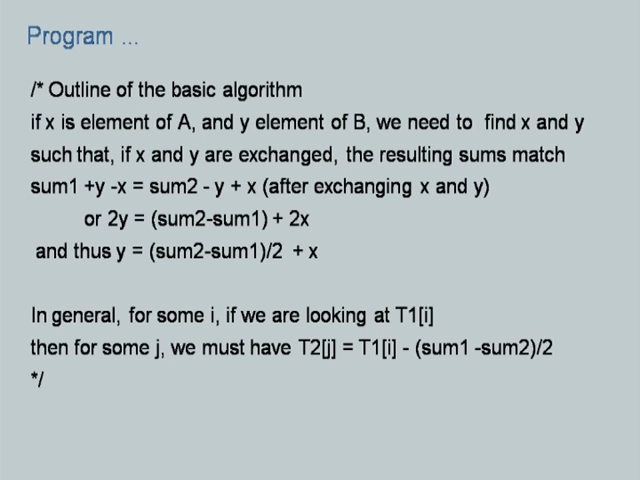 Program ...
/* Outline of the basic algorithm
if x is element of A, and y element of B, we need to find x and y
such that, if x and y are exchanged, the resulting sums match
sum1 +y -x = sum2 - y + x (after exchanging x and y)
or 2y = (sum2-sum1) + 2x
and thus y = (sum2-sum1)/2 + x
In general, for some i, if we are looking at T1[i]
then for some j, we must have T2[j] = T1[i] - (sum1 -sum2)/2
*/